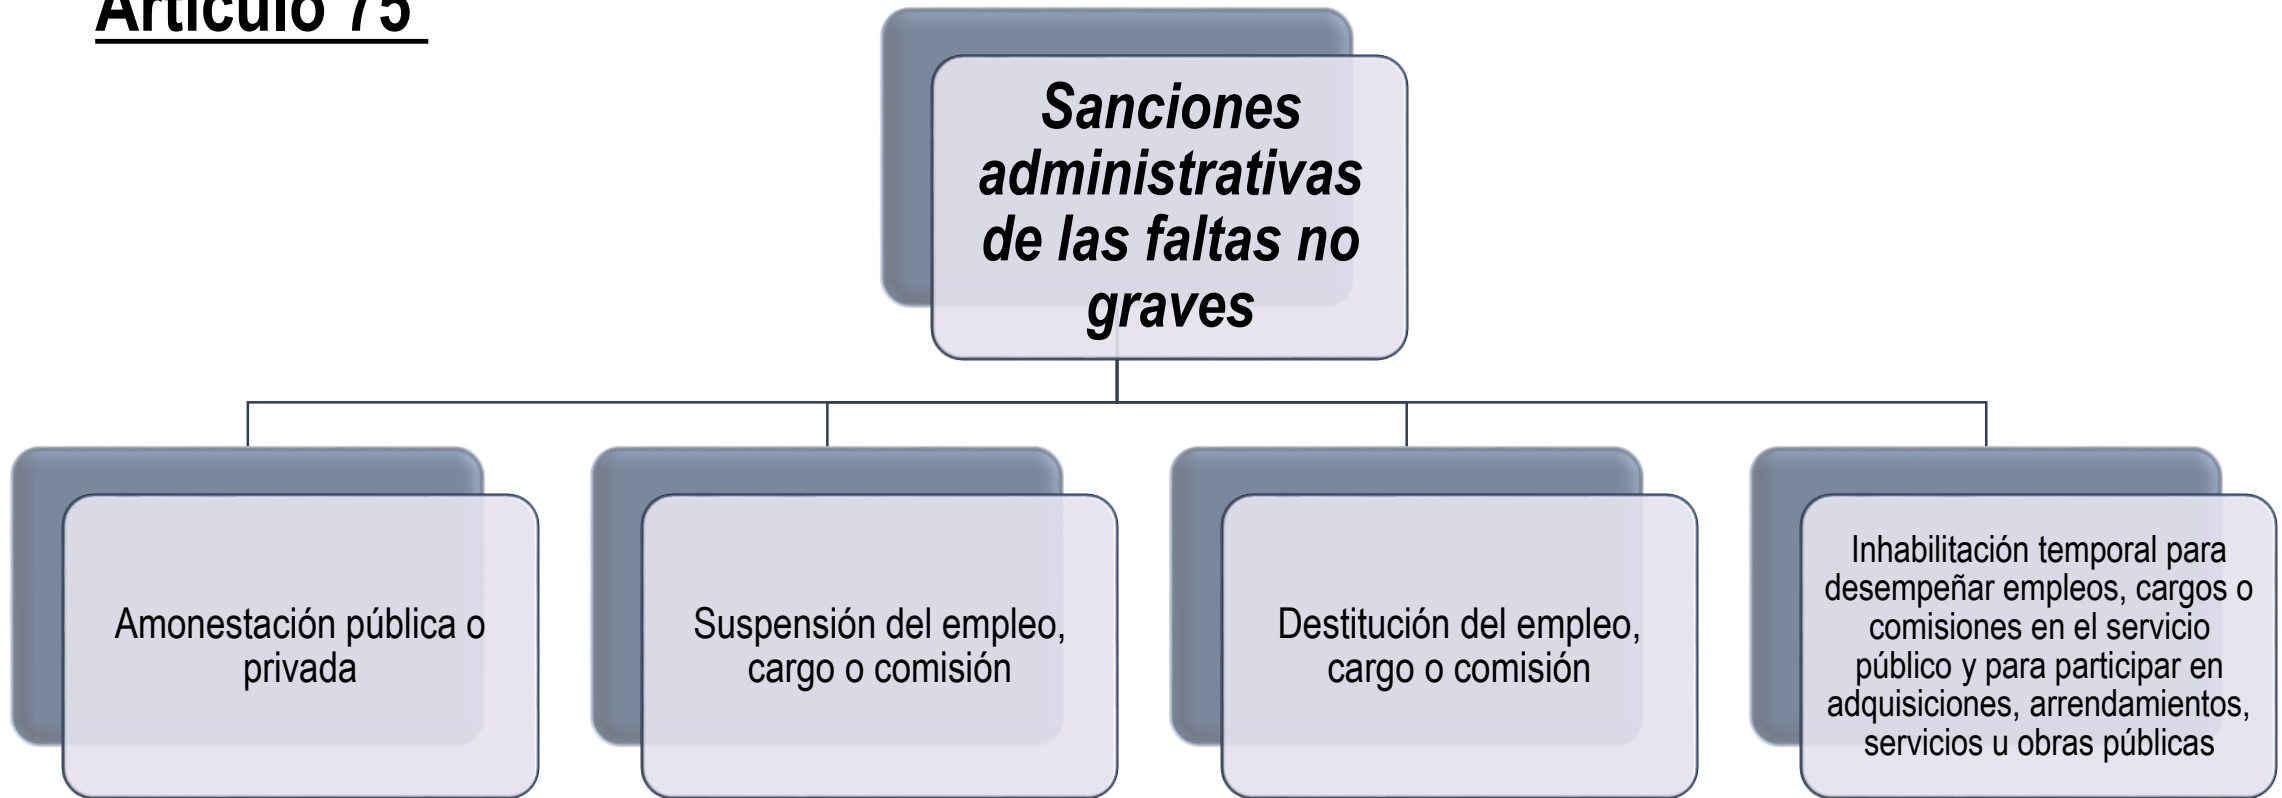 Artículo 75
Sanciones
administrativas
de las faltas no
graves
Amonestación pública o
privada
Suspensión del empleo,
cargo o comisión
Destitución del empleo,
cargo o comisión
Inhabilitación temporal para
desempeñar empleos, cargos o
comisiones en el servicio
público y para participar en
adquisiciones, arrendamientos,
servicios u obras públicas